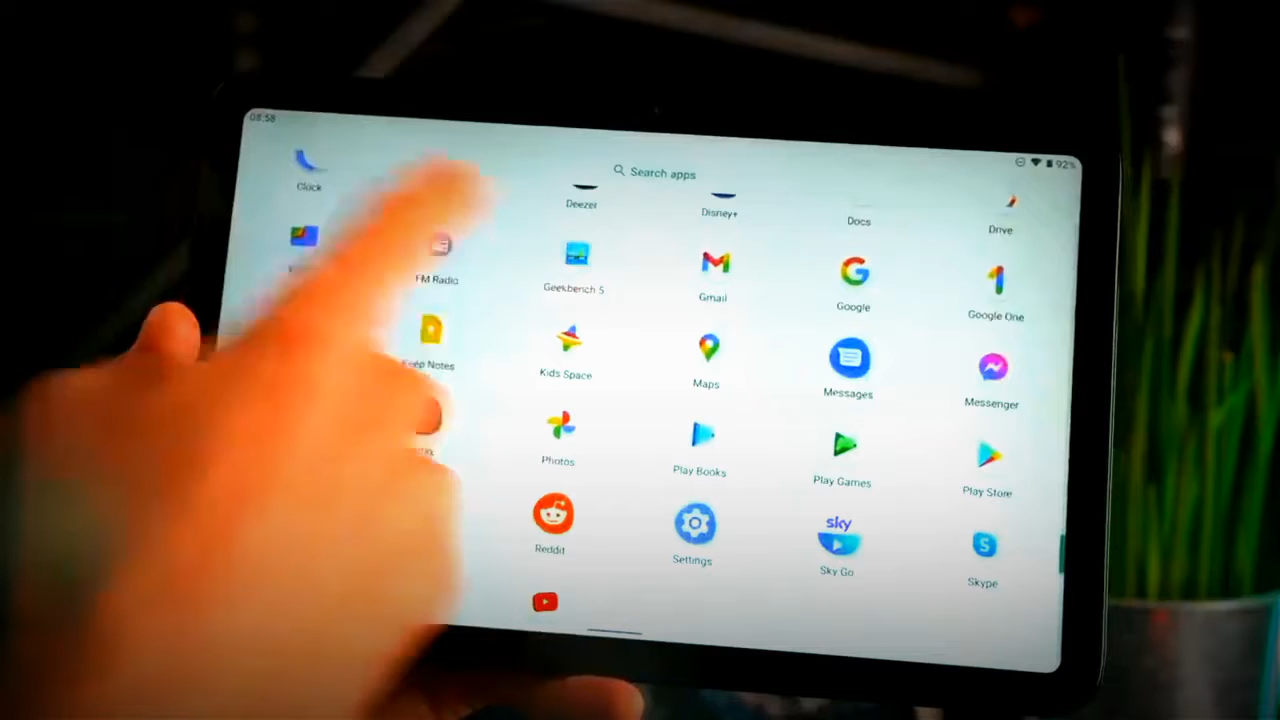 08:58
92%
Search apps
Clock
Deezer
Disney+
Docs
Drive
FM Radio
Geekbench 5
Gmail
Google
Google One
Keep Notes
Kids Space
Maps
Messages
Messenger
Photos
Play Books
Play Games
Play Store
Reddit
Settings
sky
Sky Go
Skype